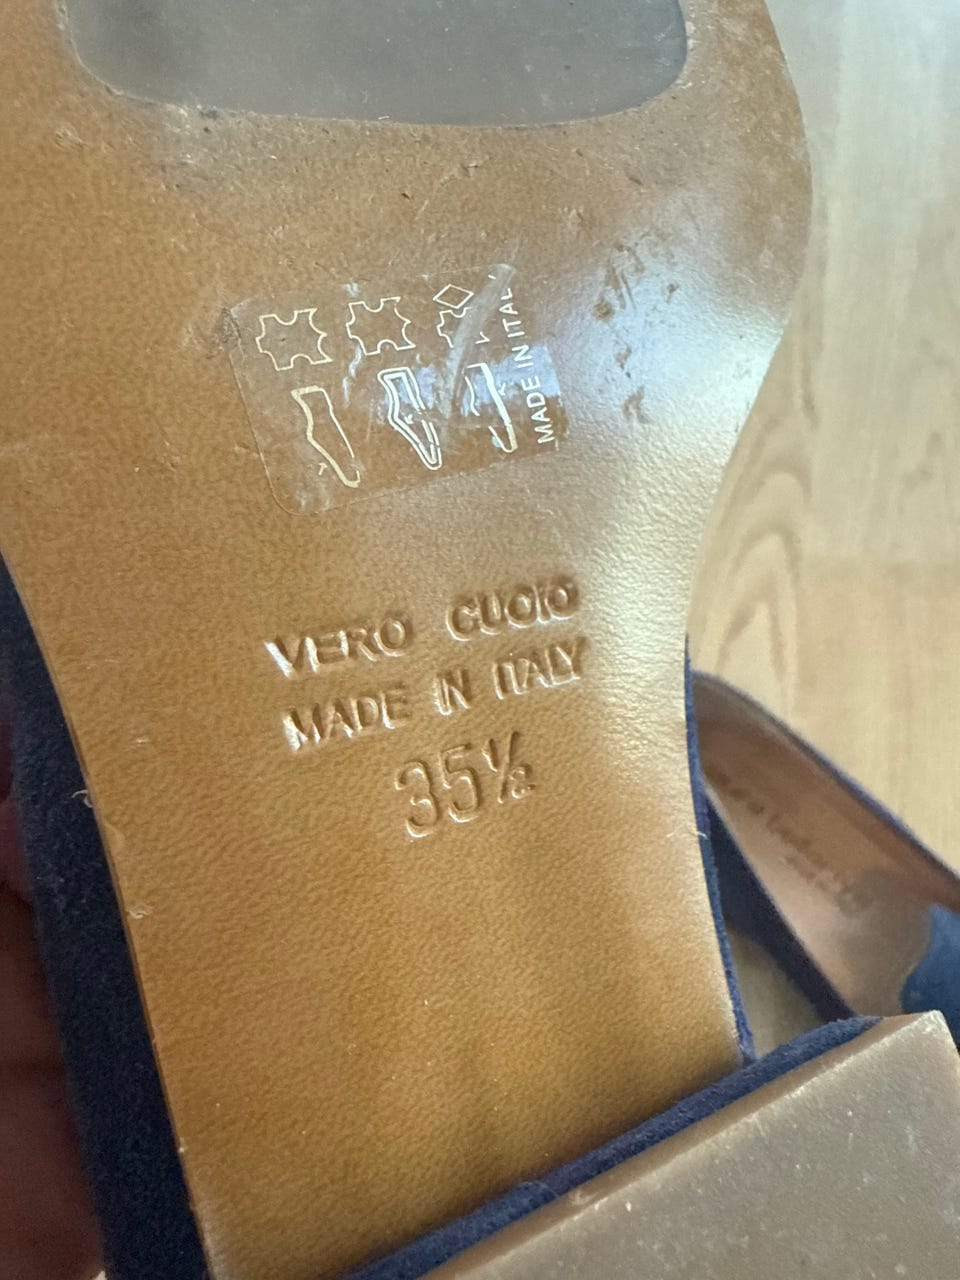 MADE IN ITAL
VERO CUOIO
MADE IN ITALY
35½